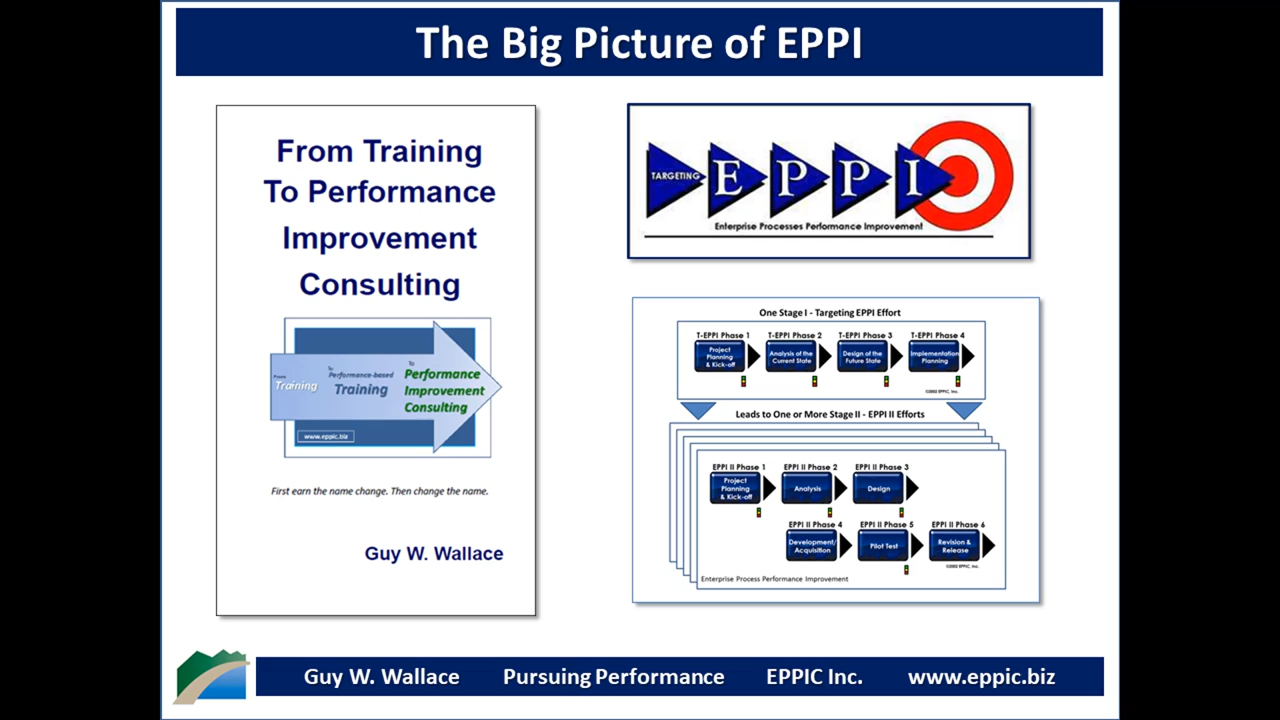 The Big Picture of EPPI
From Training
To Performance
Improvement
Consulting
From
Training
To
Performance-based
Training
To
Performance
Improvement
Consulting
www.eppic.biz
First earn the name change. Then change the name.
Guy W. Wallace
TARGETING E P P I
Enterprise Processes Performance Improvement
One Stage I - Targeting EPPI Effort
T-EPPI Phase 1 T-EPPI Phase 2 T-EPPI Phase 3 T-EPPI Phase 4
Project
Planning
& Kick-off
Analysis of the
Current State
Design of the
Future State
Implementation
Planning
©2002 EPPIC, Inc.
Leads to One or More Stage II - EPPI II Efforts
EPPI II Phase 1 EPPI II Phase 2 EPPI II Phase 3
Project
Planning
& Kick-off
Analysis
Design
EPPI II Phase 4 EPPI II Phase 5 EPPI II Phase 6
Development/
Acquisition
Pilot Test
Revision &
Release
©2002 EPPIC, Inc.
Enterprise Process Performance Improvement
Guy W. Wallace Pursuing Performance EPPIC Inc. www.eppic.biz